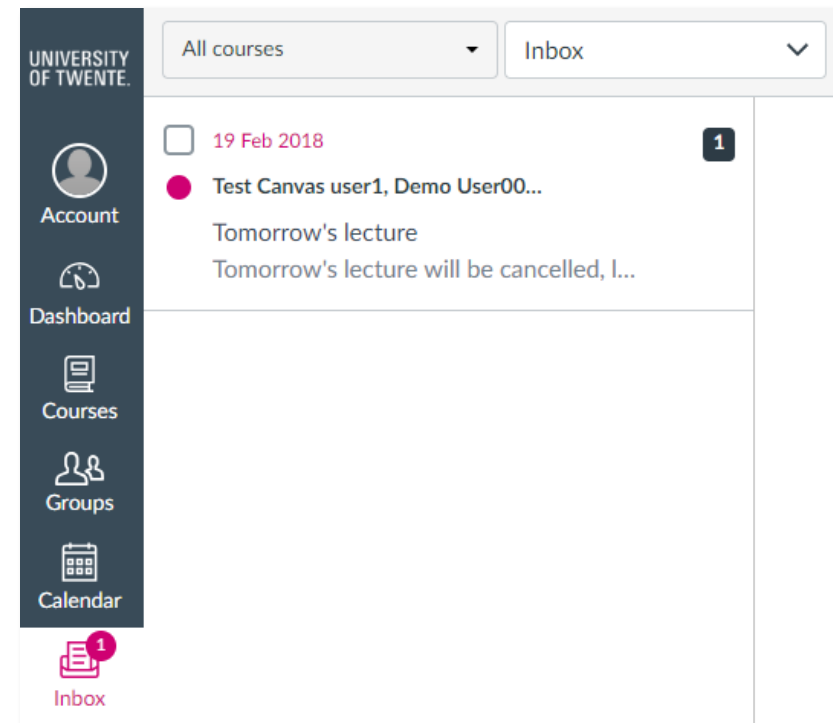 UNIVERSITY
OF TWENTE.
All courses
Inbox
19 Feb 2018
1
Test Canvas user1, Demo User00...
Tomorrow's lecture
Tomorrow's lecture will be cancelled, I...
Account
Dashboard
Courses
Groups
Calendar
1
Inbox